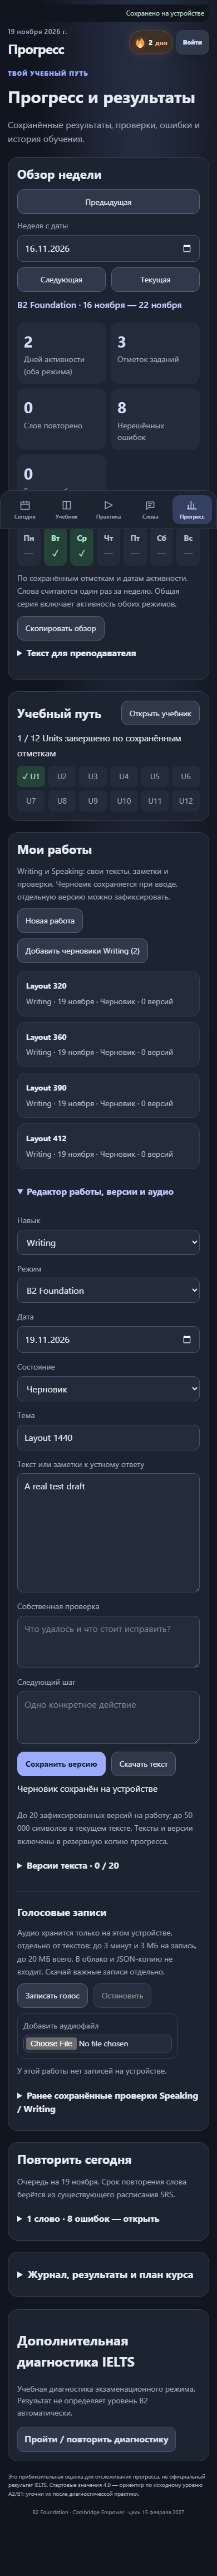 Сохранено на устройстве
19 ноября 2026 г.
Прогресс
2 дня
Войти
ТВОЙ УЧЕБНЫЙ ПУТЬ
Прогресс и результаты
Сохранённые результаты, проверки, ошибки и
история обучения.
Обзор недели
Предыдущая
Неделя с даты
16.11.2026
Следующая
Текущая
B2 Foundation · 16 ноября — 22 ноября
2
Дней активности
(оба режима)
3
Отметок заданий
0
Слов повторено
8
Нерешённых
ошибок
0
Сегодня
Учебник
Практика
Слова
Прогресс
Пн
Вт
Ср
Чт
Пт
Сб
Вс
—
✓
✓
—
—
—
—
По сохранённым отметкам и датам активности.
Слова считаются один раз за неделю. Общая
серия включает активность обоих режимов.
Скопировать обзор
▶ Текст для преподавателя
Учебный путь
Открыть учебник
1 / 12 Units завершено по сохранённым
отметкам
✓ U1
U2
U3
U4
U5
U6
U7
U8
U9
U10
U11
U12
Мои работы
Writing и Speaking: свои тексты, заметки и
проверки. Черновик сохраняется при вводе,
отдельную версию можно зафиксировать.
Новая работа
Добавить черновики Writing (2)
Layout 320
Writing · 19 ноября · Черновик · 0 версий
Layout 360
Writing · 19 ноября · Черновик · 0 версий
Layout 390
Writing · 19 ноября · Черновик · 0 версий
Layout 412
Writing · 19 ноября · Черновик · 0 версий
▼ Редактор работы, версии и аудио
Навык
Writing
Режим
B2 Foundation
Дата
19.11.2026
Состояние
Черновик
Тема
Layout 1440
Текст или заметки к устному ответу
A real test draft
Собственная проверка
Что удалось и что стоит исправить?
Следующий шаг
Одно конкретное действие
Сохранить версию
Скачать текст
Черновик сохранён на устройстве
До 20 зафиксированных версий на работу; до 50
000 символов в текущем тексте. Тексты и версии
включены в резервную копию прогресса.
▶ Версии текста · 0 / 20
Голосовые записи
Аудио хранится только на этом устройстве,
отдельно от текстов: до 3 минут и 3 МБ на запись,
до 20 МБ всего. В облако и JSON-копию не
входит. Скачай важные записи отдельно.
Записать голос
Остановить
Добавить аудиофайл
Choose File No file chosen
У этой работы нет записей на устройстве.
▶ Ранее сохранённые проверки Speaking
/ Writing
Повторить сегодня
Очередь на 19 ноября. Срок повторения слова
берётся из существующего расписания SRS.
▶ 1 слово · 8 ошибок — открыть
▶ Журнал, результаты и план курса
Дополнительная
диагностика IELTS
Учебная диагностика экзаменационного режима.
Результат не определяет уровень B2
автоматически.
Пройти / повторить диагностику
Это приблизительная оценка для отслеживания прогресса, не официальный
результат IELTS. Стартовые значения 4.0 — ориентир по исходному уровню
A2/B1; уточни их после диагностической практики.
B2 Foundation · Cambridge Empower · цель 15 февраля 2027